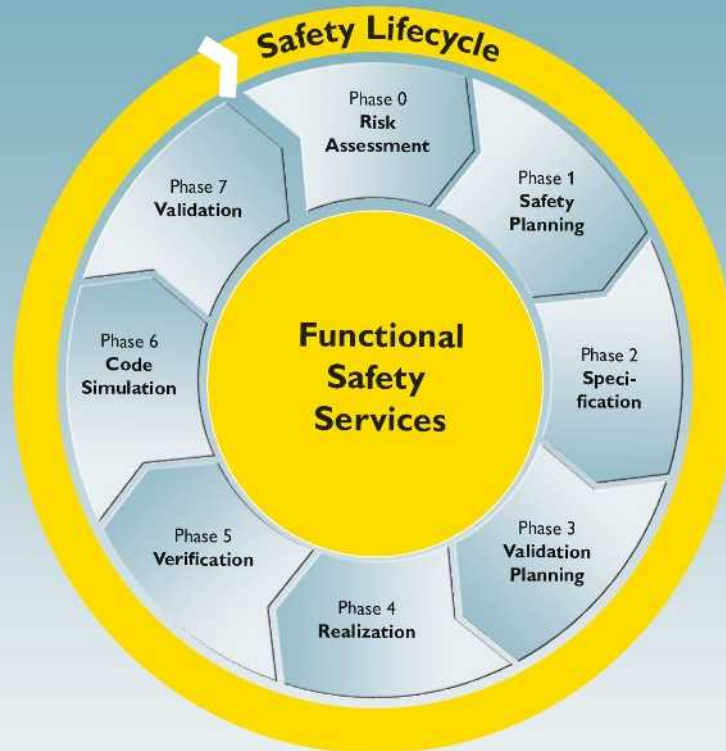 Safety Lifecycle
Phase 0
Risk
Assessment
Phase 1
Safety
Planning
Phase 2
Speci-
fication
Phase 3
Validation
Planning
Phase 4
Realization
Phase 5
Verification
Phase 6
Code
Simulation
Phase 7
Validation
Functional
Safety
Services